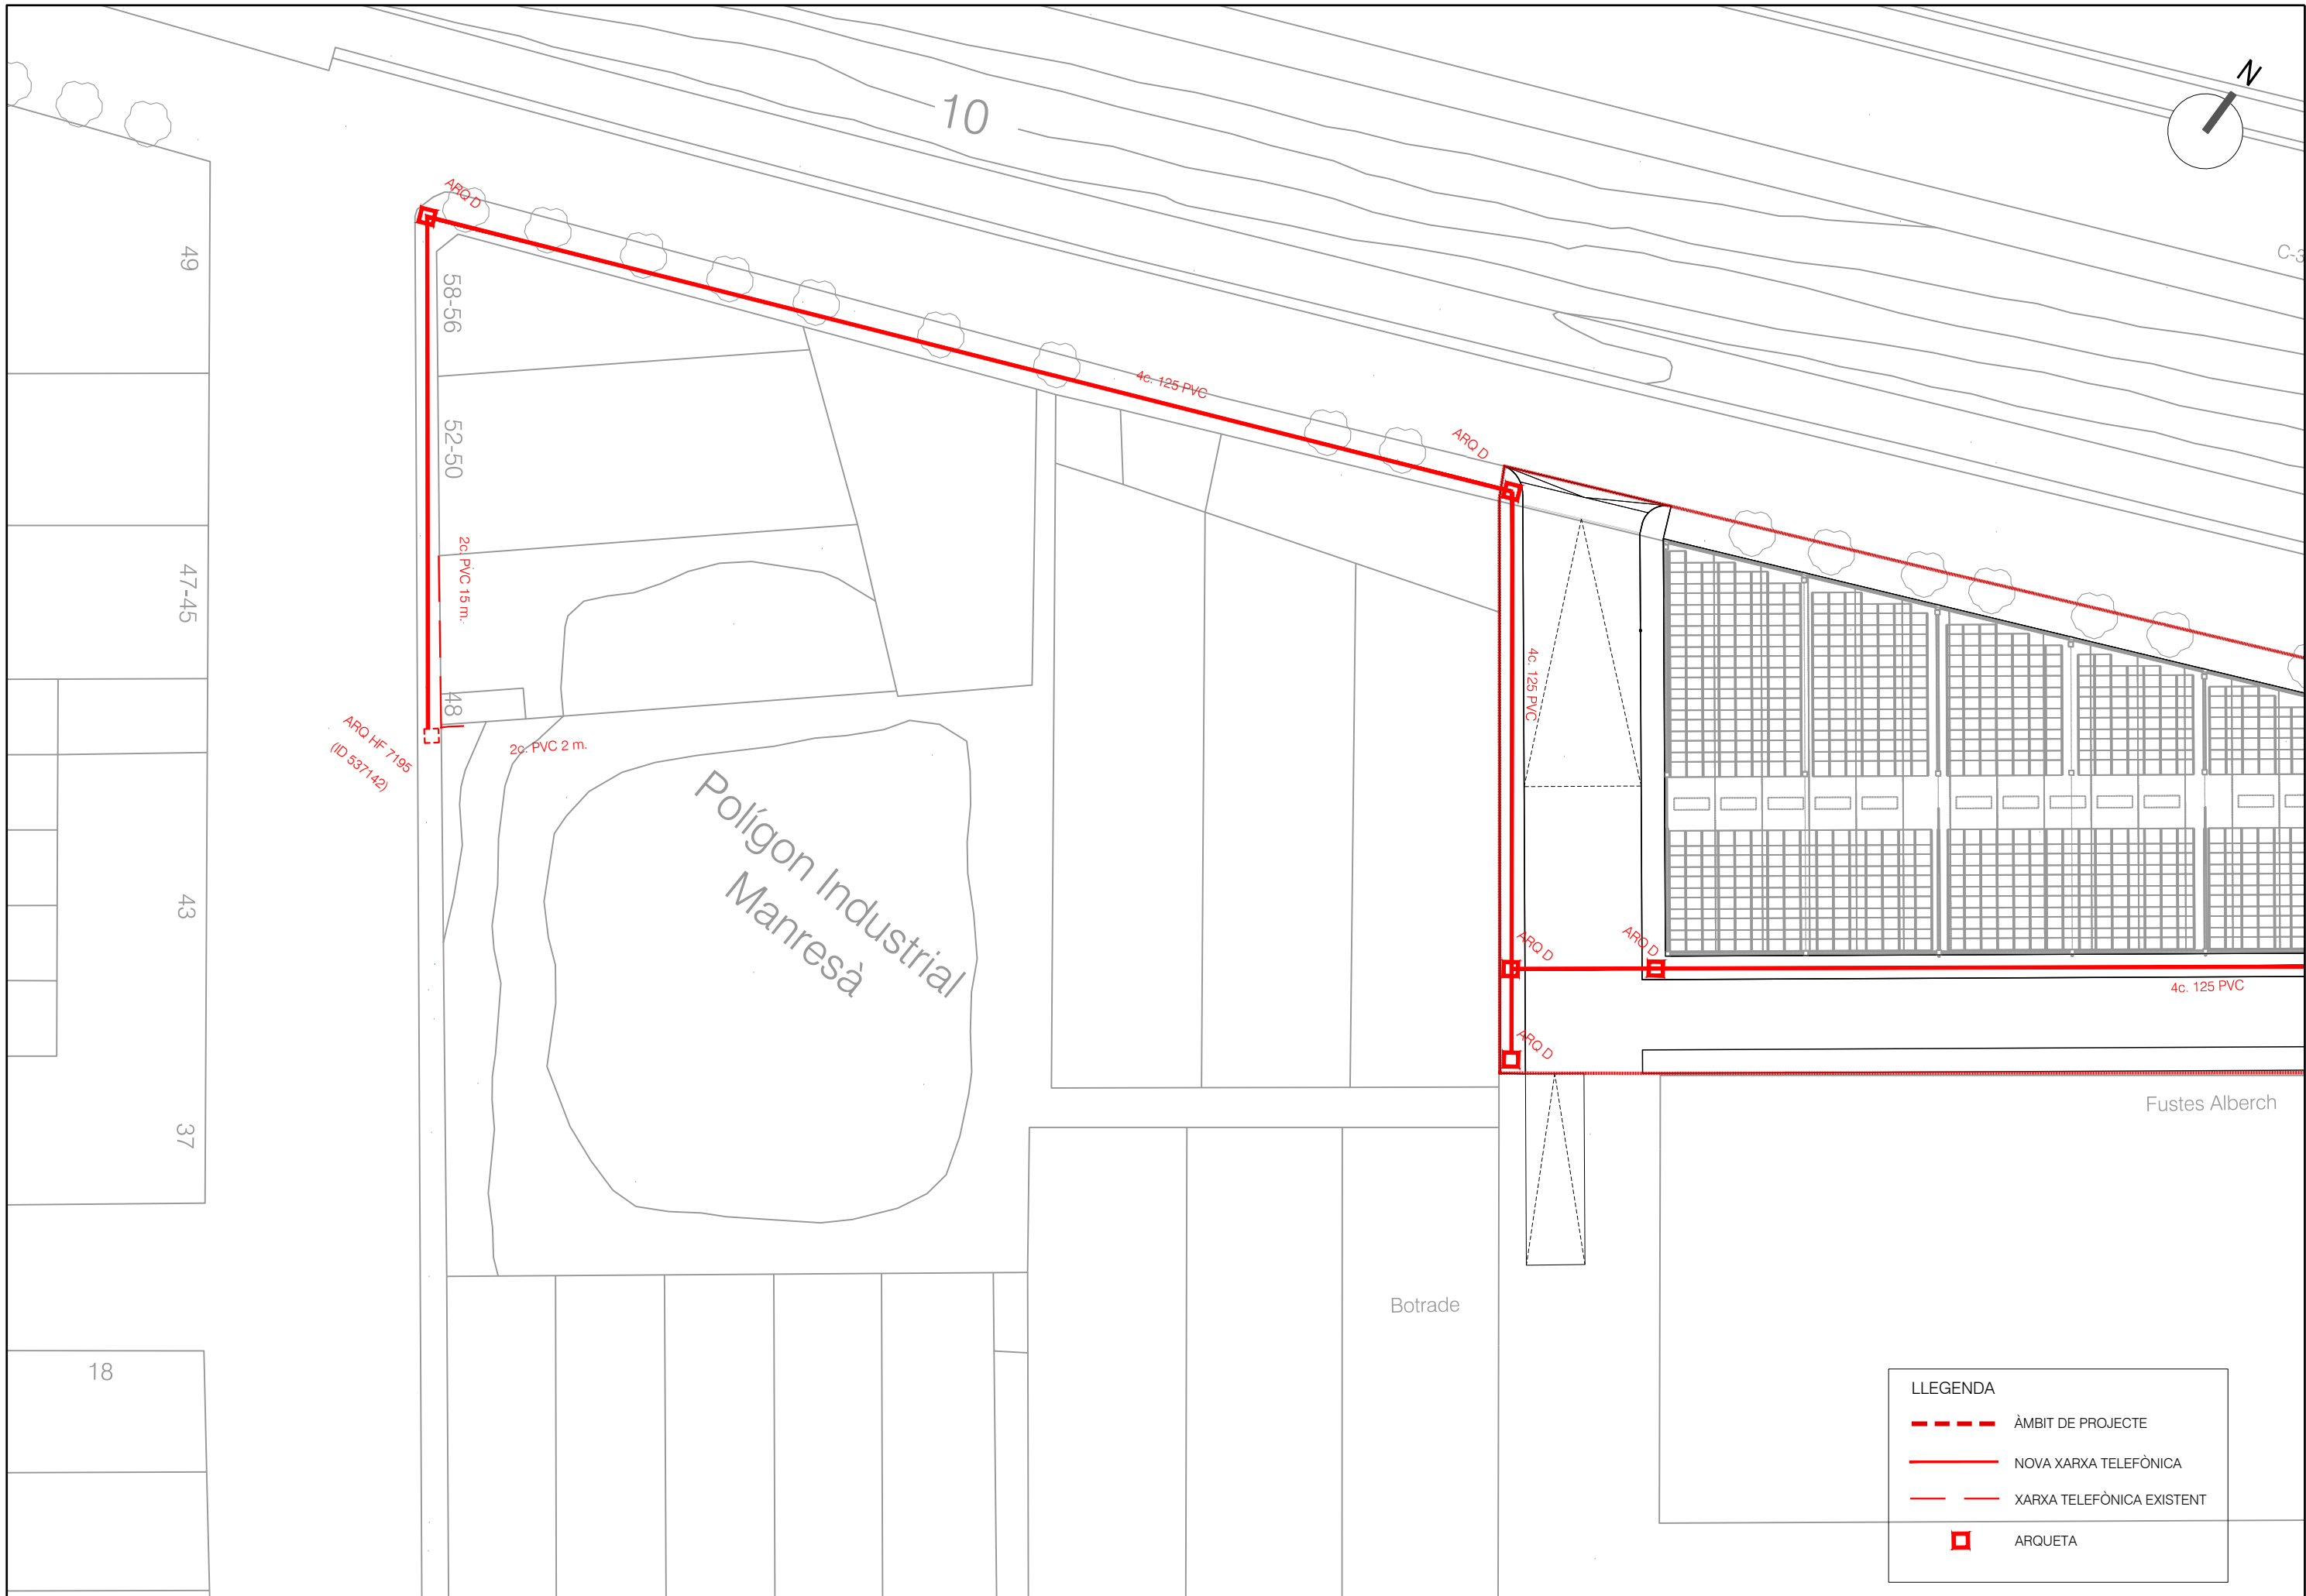 N
10
C-3
ARQ D
49
58-56
4c. 125 PVC
52-50
ARQ D
2c. PVC 15 m.
47-45
4c. 125 PVC
48
ARQ HF 7195
(ID 537142)
2c. PVC 2 m.
Polígon Industrial
Manresà
43
ARQ D
ARQ D
4c. 125 PVC
ARQ D
37
Fustes Alberch
Botrade
18
LLEGENDA
ÀMBIT DE PROJECTE
NOVA XARXA TELEFÒNICA
XARXA TELEFÒNICA EXISTENT
ARQUETA